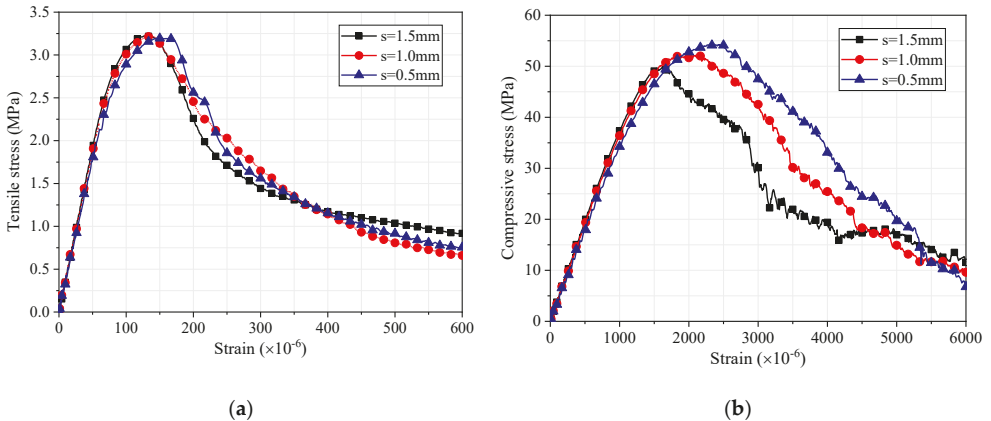 (a)
3.5
3.0
2.5
2.0
1.5
1.0
0.5
0.0
Tensile stress (MPa)
s=1.5mm
s=1.0mm
s=0.5mm
0 100 200 300 400 500 600
Strain (×10⁻⁶)
(b)
60
50
40
30
20
10
0
Compressive stress (MPa)
s=1.5mm
s=1.0mm
s=0.5mm
0 1000 2000 3000 4000 5000 6000
Strain (×10⁻⁶)
(a)
(b)